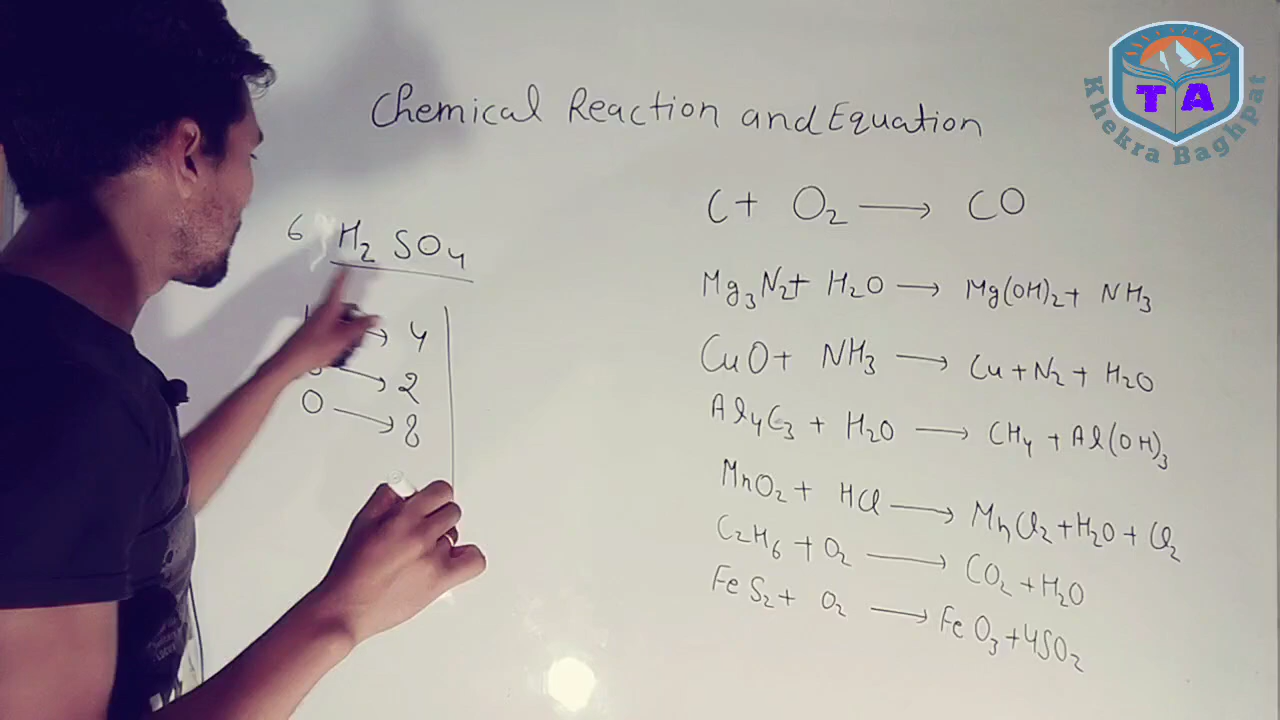 Chemical Reaction and Equation
6 H2 SO4
→ 4
→ 2
O → 8
C + O2 → CO
Mg3N2 + H2O → Mg(OH)2 + NH3
CuO + NH3 → Cu + N2 + H2O
Al4C3 + H2O → CH4 + Al(OH)3
MnO2 + HCl → MnCl2 + H2O + Cl2
C2H6 + O2 → CO2 + H2O
FeS2 + O2 → FeO3 + 4SO2
TA
Khekra Baghpat